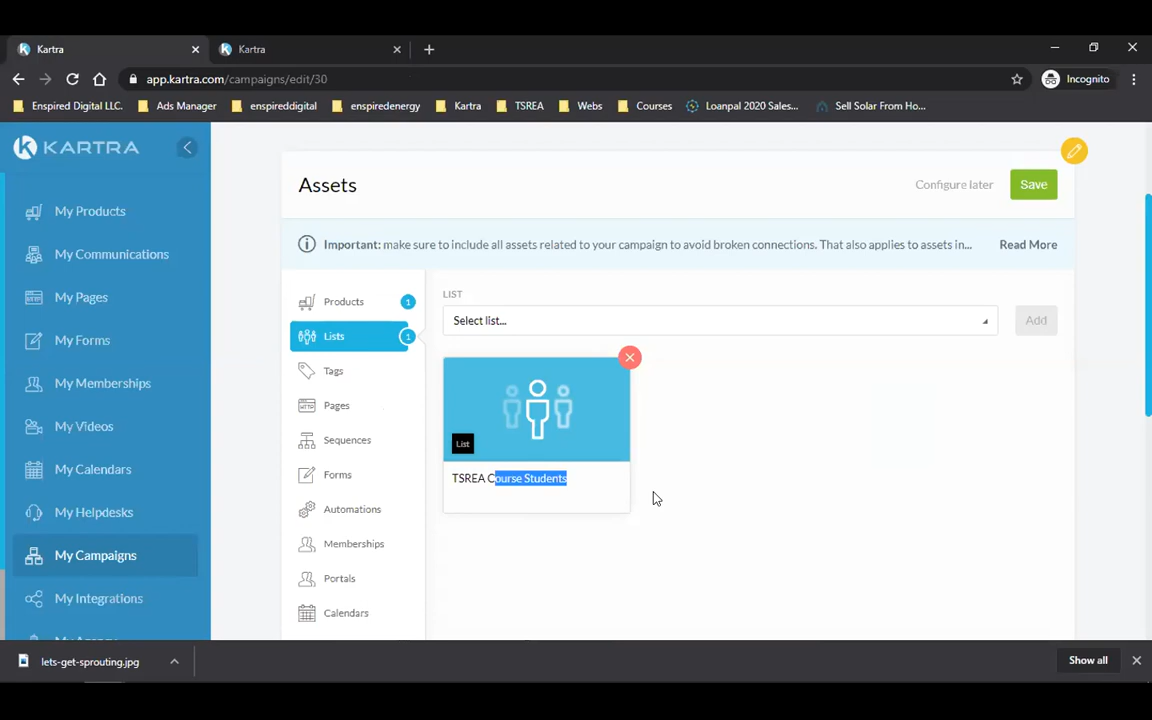 Kartra
Kartra
app.kartra.com/campaigns/edit/30
Incognito
Enspired Digital LLC.
Ads Manager
enspireddigital
enspiredenergy
Kartra
TSREA
Webs
Courses
Loanpal 2020 Sales...
Sell Solar From Ho...
KARTRA
My Products
My Communications
My Pages
My Forms
My Memberships
My Videos
My Calendars
My Helpdesks
My Campaigns
My Integrations
Assets
Configure later
Save
Important: make sure to include all assets related to your campaign to avoid broken connections. That also applies to assets in...
Read More
Products 1
Lists 1
Tags
Pages
Sequences
Forms
Automations
Memberships
Portals
Calendars
LIST
Select list...
Add
List
TSREA Course Students
lets-get-sprouting.jpg
Show all